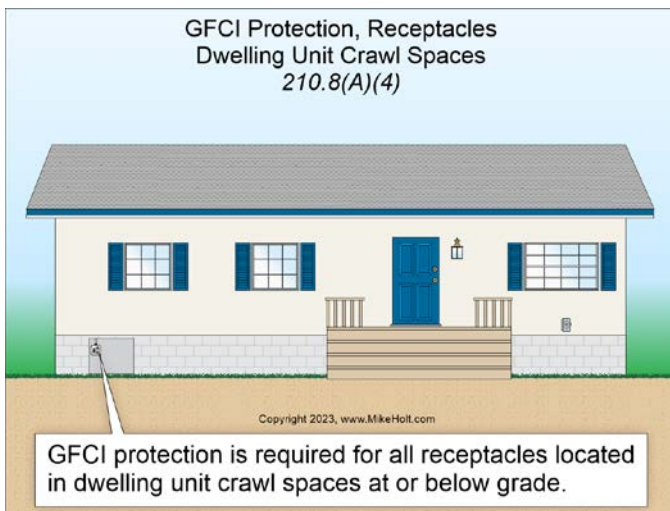 GFCI Protection, Receptacles
Dwelling Unit Crawl Spaces
210.8(A)(4)
Copyright 2023, www.MikeHolt.com
GFCI protection is required for all receptacles located
in dwelling unit crawl spaces at or below grade.